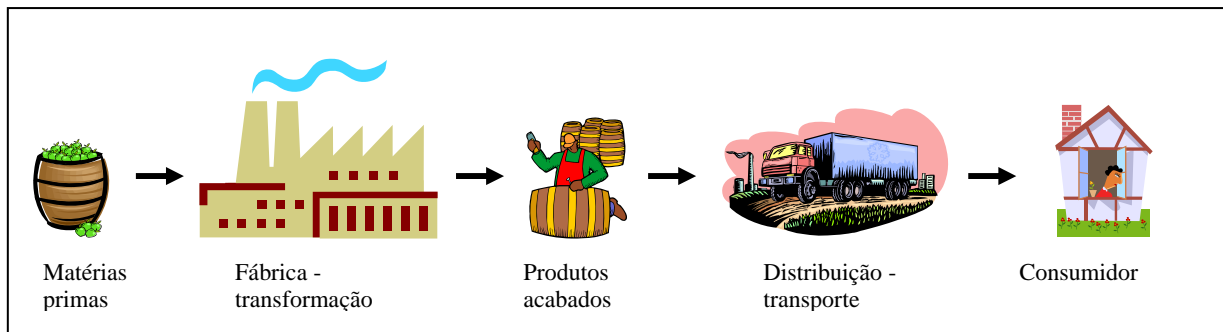 Matérias
primas
Fábrica -
transformação
Produtos
acabados
Distribuição -
transporte
Consumidor